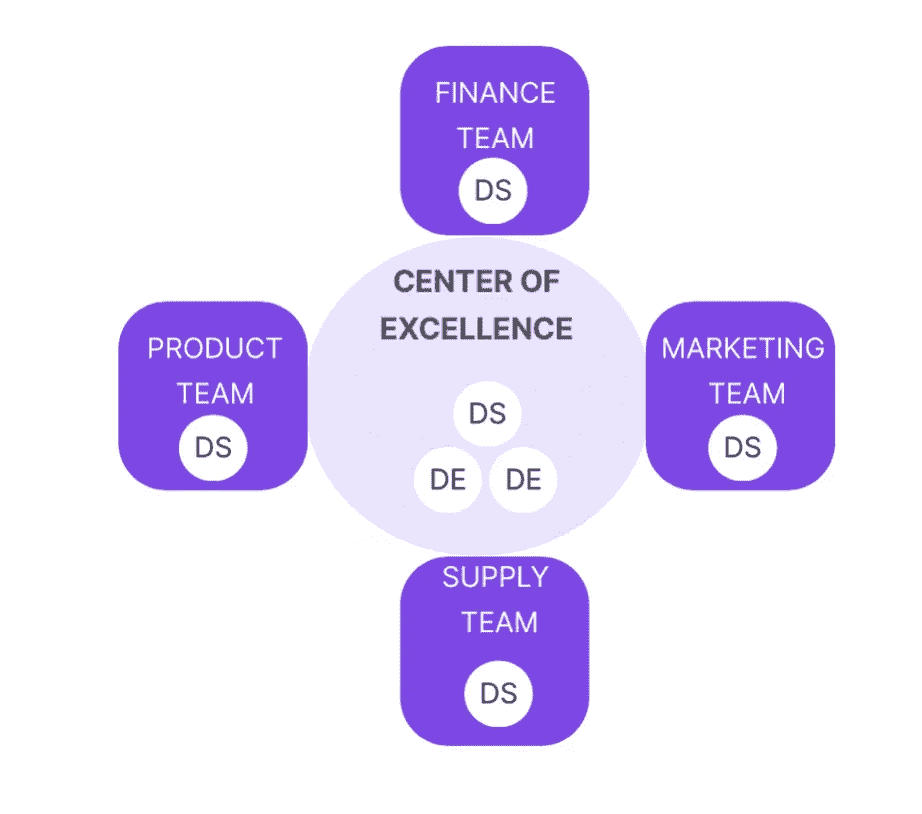 FINANCE
TEAM
DS
CENTER OF
EXCELLENCE
PRODUCT
TEAM
DS
MARKETING
TEAM
DS
DS
DE
DE
SUPPLY
TEAM
DS